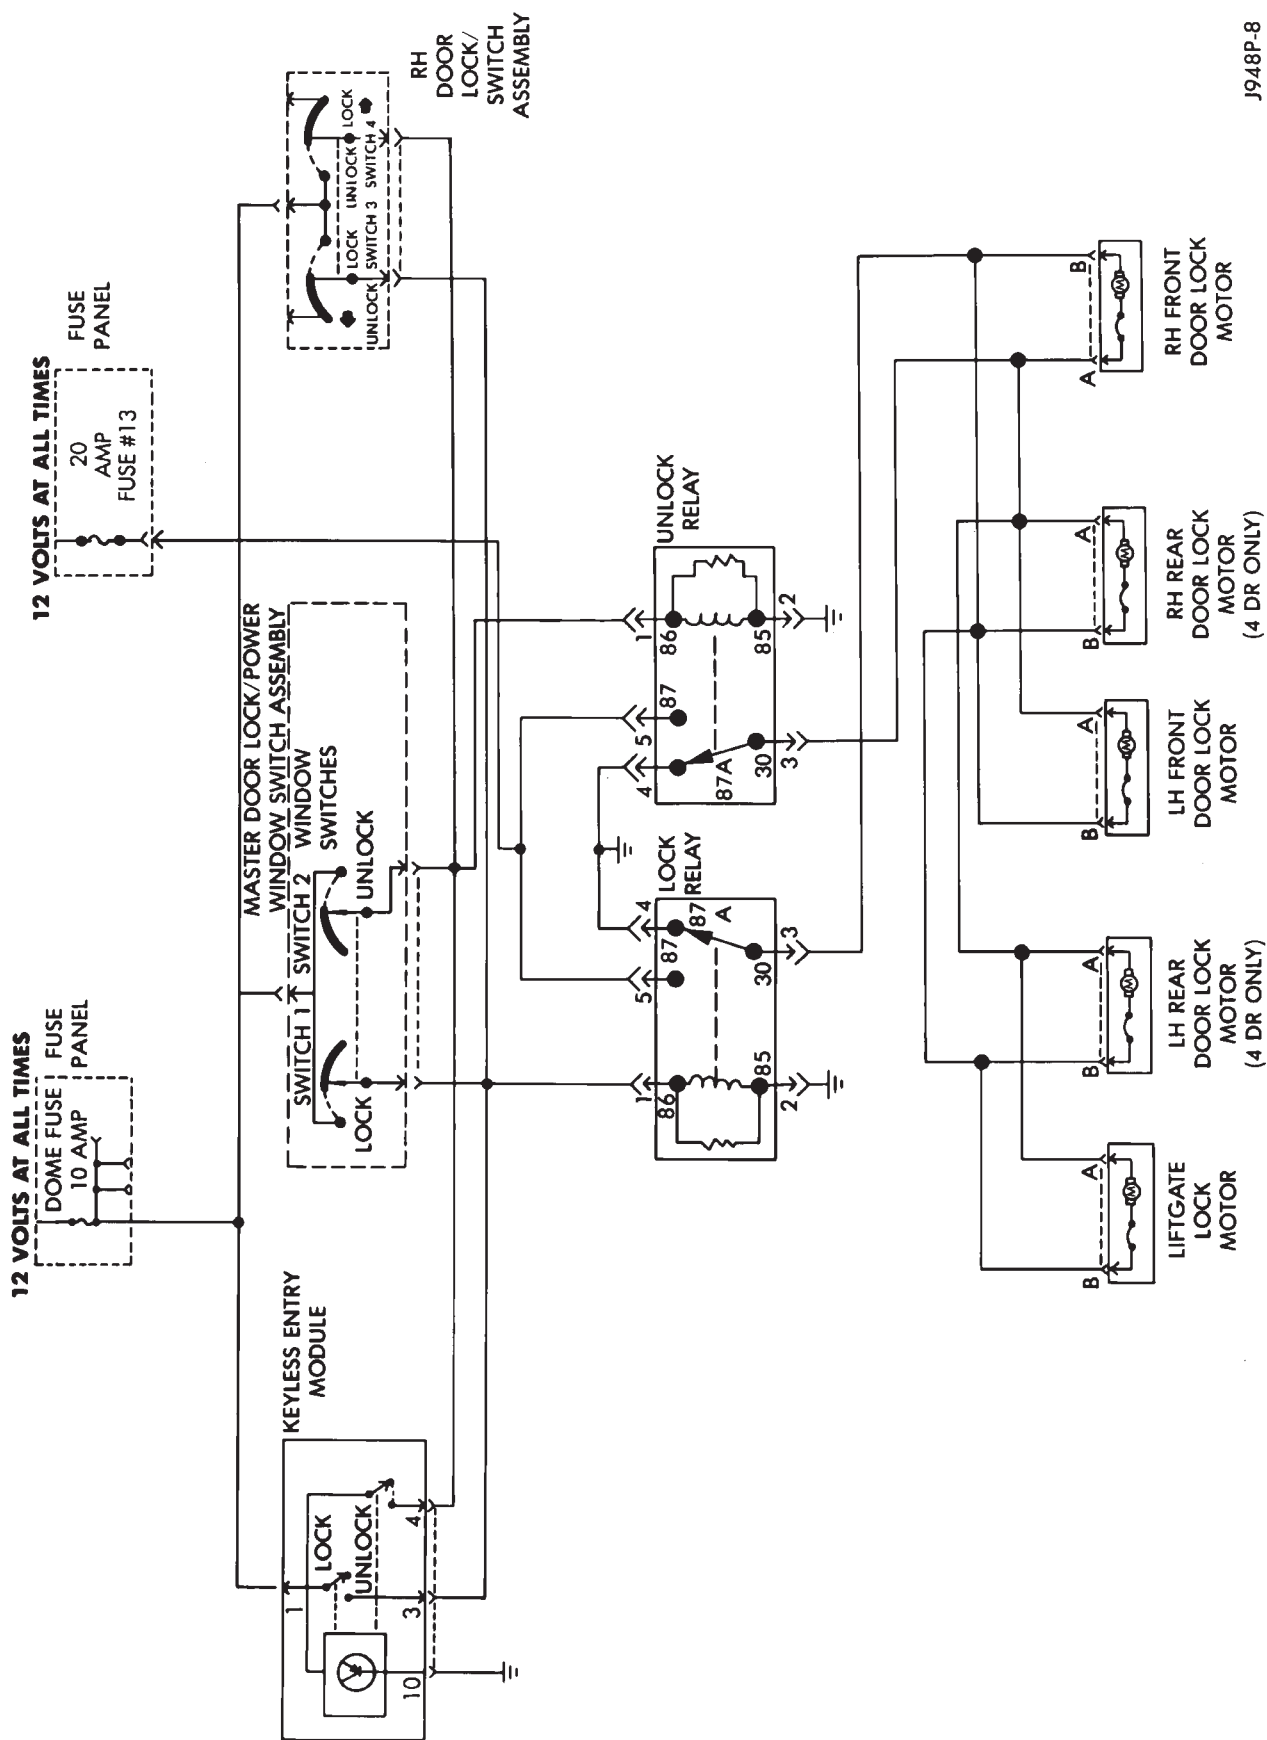 12 VOLTS AT ALL TIMES
DOME FUSE
10 AMP
FUSE
PANEL
12 VOLTS AT ALL TIMES
20
AMP
FUSE #13
FUSE
PANEL
KEYLESS ENTRY
MODULE
1
LOCK
UNLOCK
10
3
4
MASTER DOOR LOCK/POWER
WINDOW SWITCH ASSEMBLY
SWITCH 1
SWITCH 2
WINDOW
SWITCHES
LOCK
UNLOCK
LOCK
UNLOCK
LOCK
UNLOCK
SWITCH 3
SWITCH 4
RH
DOOR
LOCK/
SWITCH
ASSEMBLY
LOCK
RELAY
1
5
4
86
87
87
A
85
30
2
3
UNLOCK
RELAY
4
5
1
87
86
87A
30
85
3
2
B
A
LIFTGATE
LOCK
MOTOR
B
A
LH REAR
DOOR LOCK
MOTOR
(4 DR ONLY)
B
A
LH FRONT
DOOR LOCK
MOTOR
B
A
RH REAR
DOOR LOCK
MOTOR
(4 DR ONLY)
A
B
RH FRONT
DOOR LOCK
MOTOR
M
M
M
M
M
J948P-8